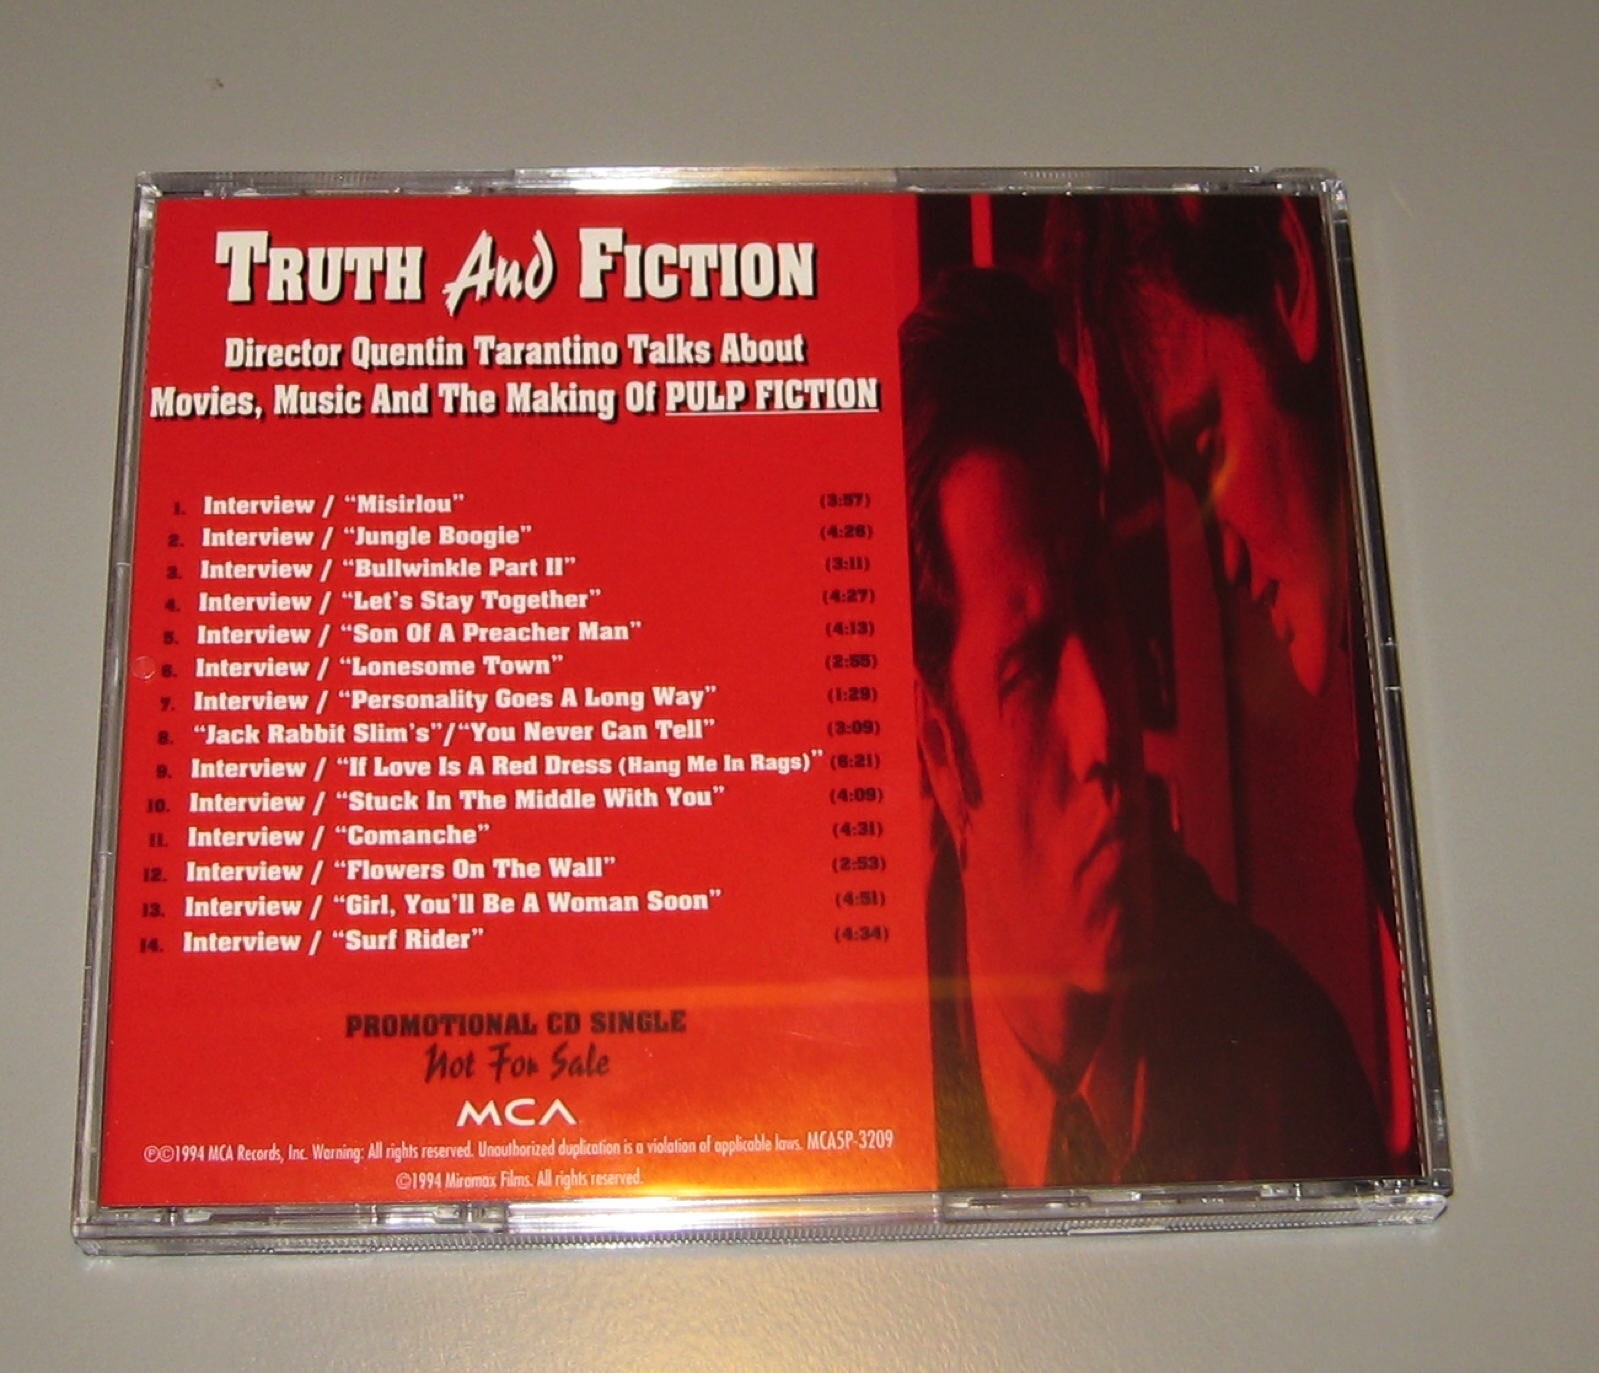 TRUTH And FICTION
Director Quentin Tarantino Talks About
Movies, Music And The Making Of PULP FICTION
1. Interview / “Misirlou” (3:57)
2. Interview / “Jungle Boogie” (4:26)
3. Interview / “Bullwinkle Part II” (3:11)
4. Interview / “Let's Stay Together” (4:27)
5. Interview / “Son Of A Preacher Man” (4:13)
6. Interview / “Lonesome Town” (2:55)
7. Interview / “Personality Goes A Long Way” (1:29)
8. “Jack Rabbit Slim's”/“You Never Can Tell” (3:09)
9. Interview / “If Love Is A Red Dress (Hang Me In Rags)” (6:21)
10. Interview / “Stuck In The Middle With You” (4:09)
11. Interview / “Comanche” (4:31)
12. Interview / “Flowers On The Wall” (2:53)
13. Interview / “Girl, You'll Be A Woman Soon” (4:51)
14. Interview / “Surf Rider” (4:34)
PROMOTIONAL CD SINGLE
Not For Sale
MCA
℗©1994 MCA Records, Inc. Warning: All rights reserved. Unauthorized duplication is a violation of applicable laws. MCA5P-3209
©1994 Miramax Films. All rights reserved.